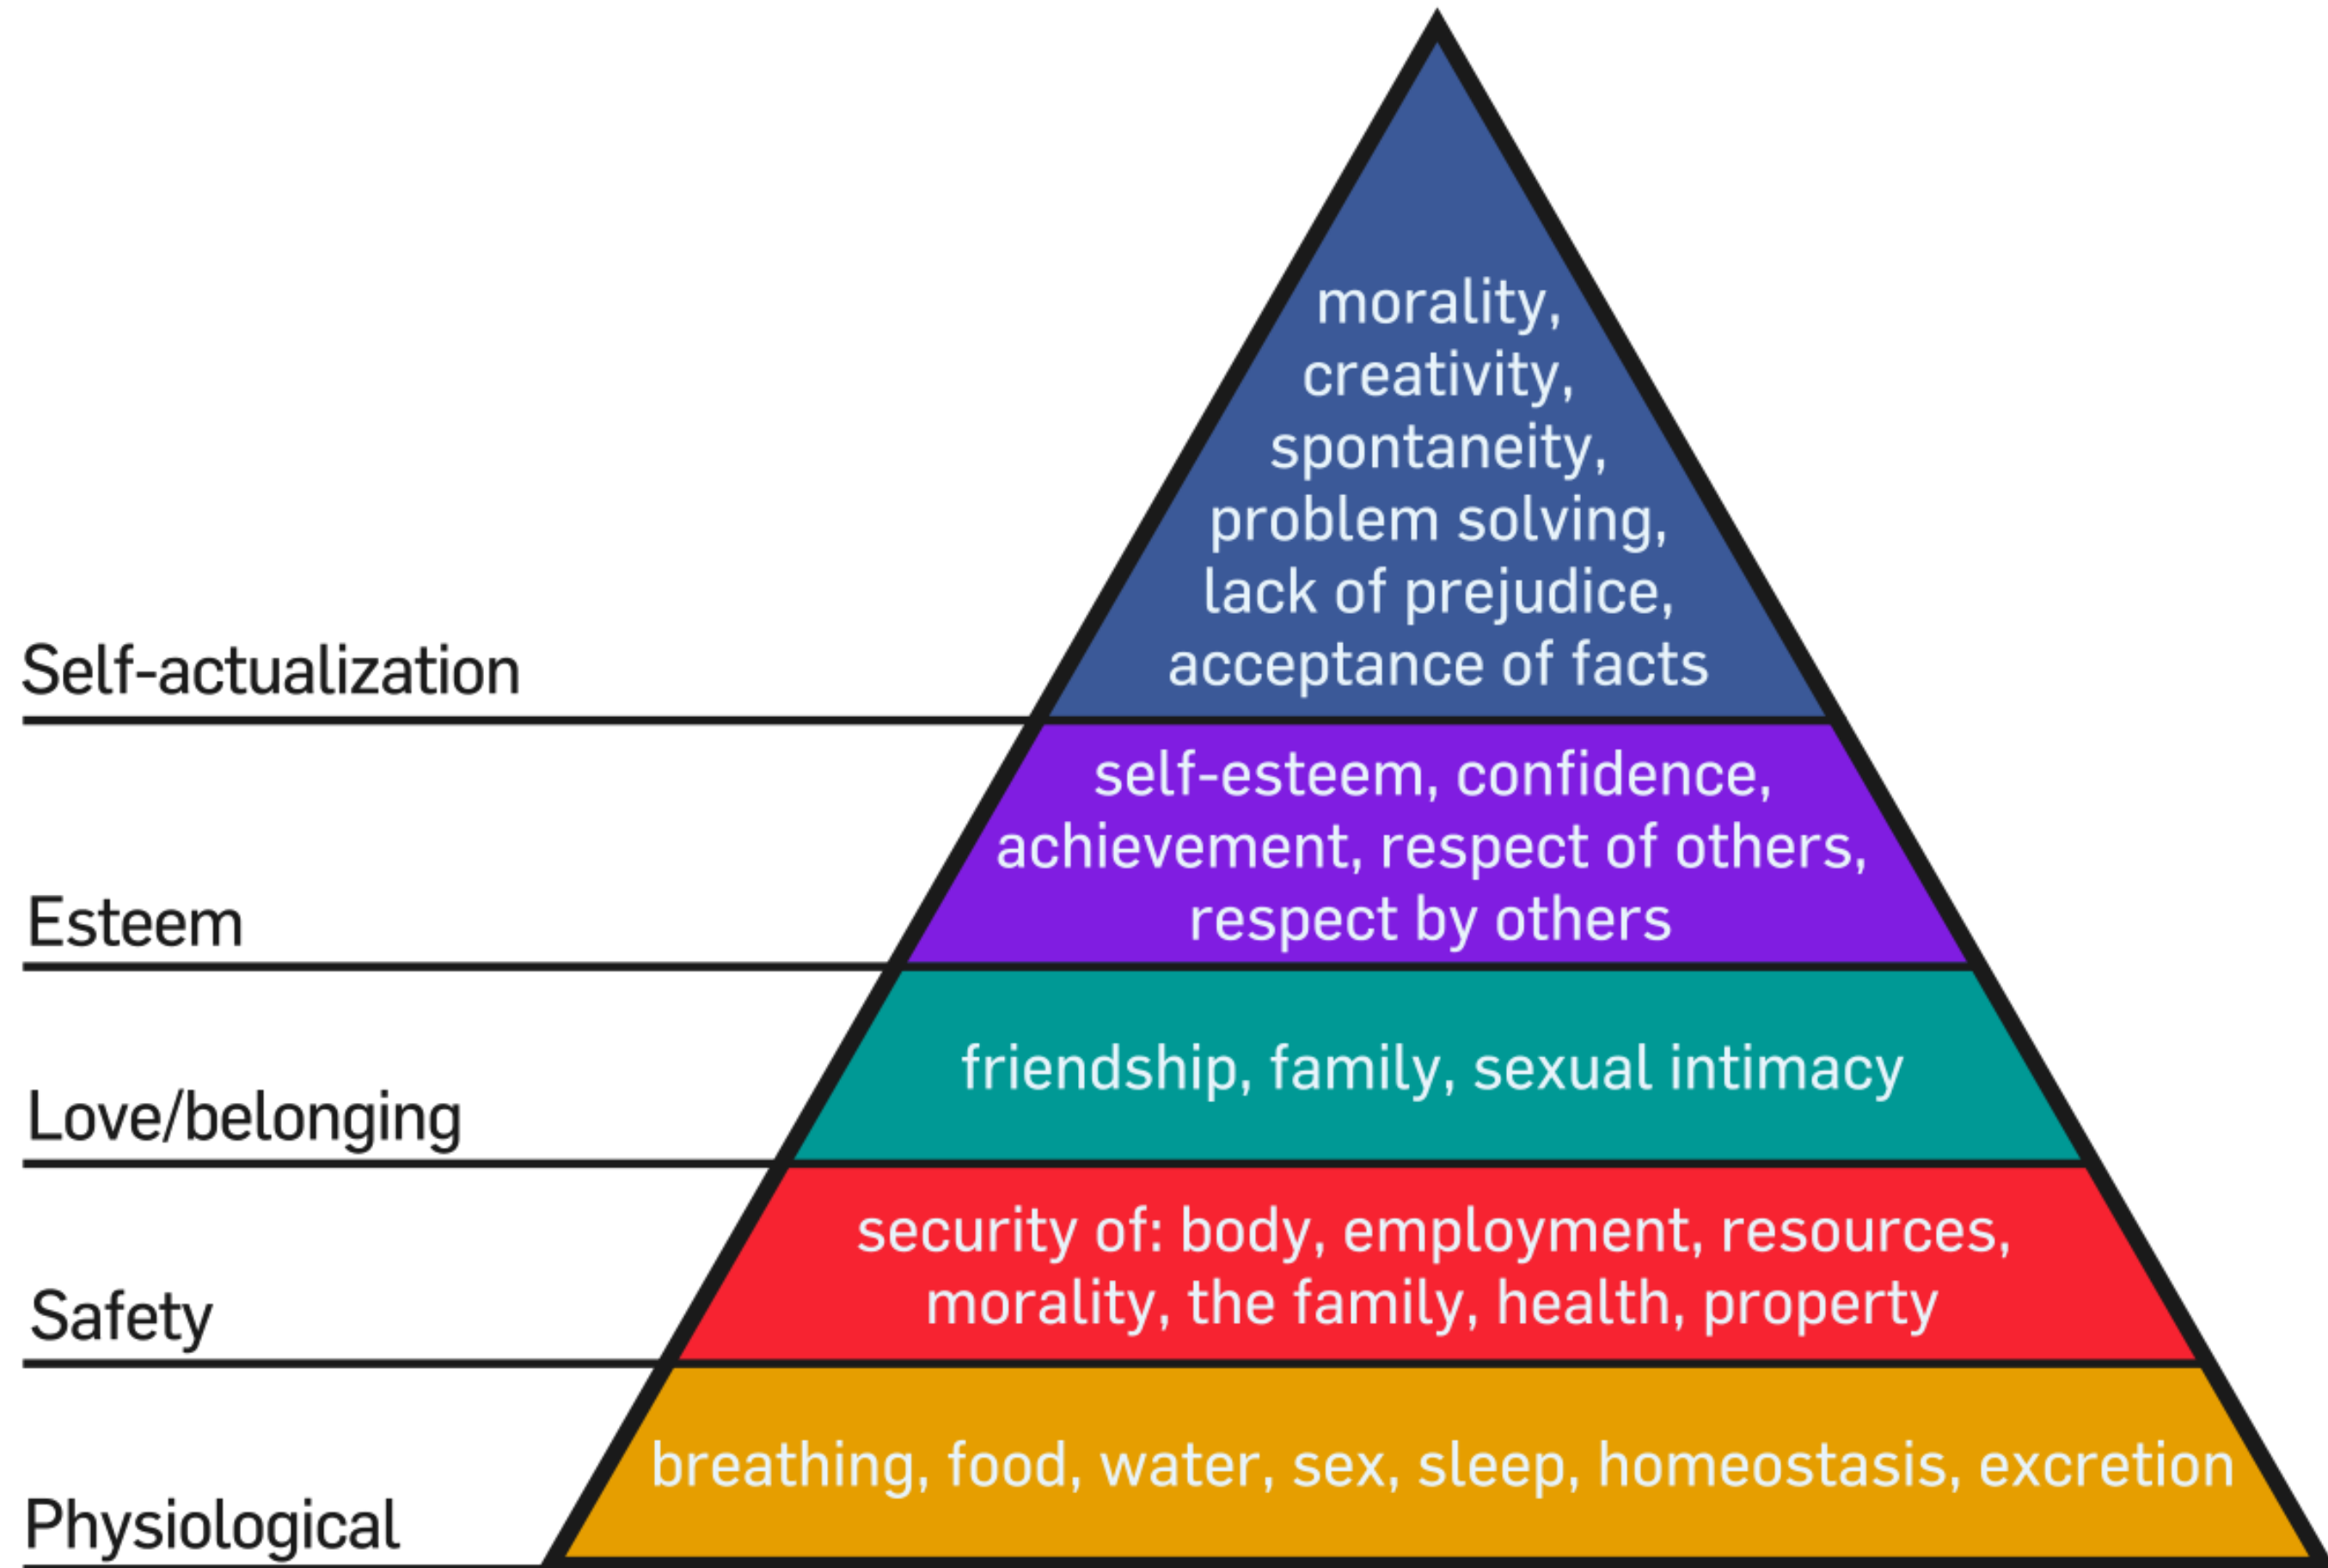 morality,
creativity,
spontaneity,
problem solving,
lack of prejudice,
acceptance of facts
Self-actualization
self-esteem, confidence,
achievement, respect of others,
respect by others
Esteem
friendship, family, sexual intimacy
Love/belonging
security of: body, employment, resources,
morality, the family, health, property
Safety
breathing, food, water, sex, sleep, homeostasis, excretion
Physiological